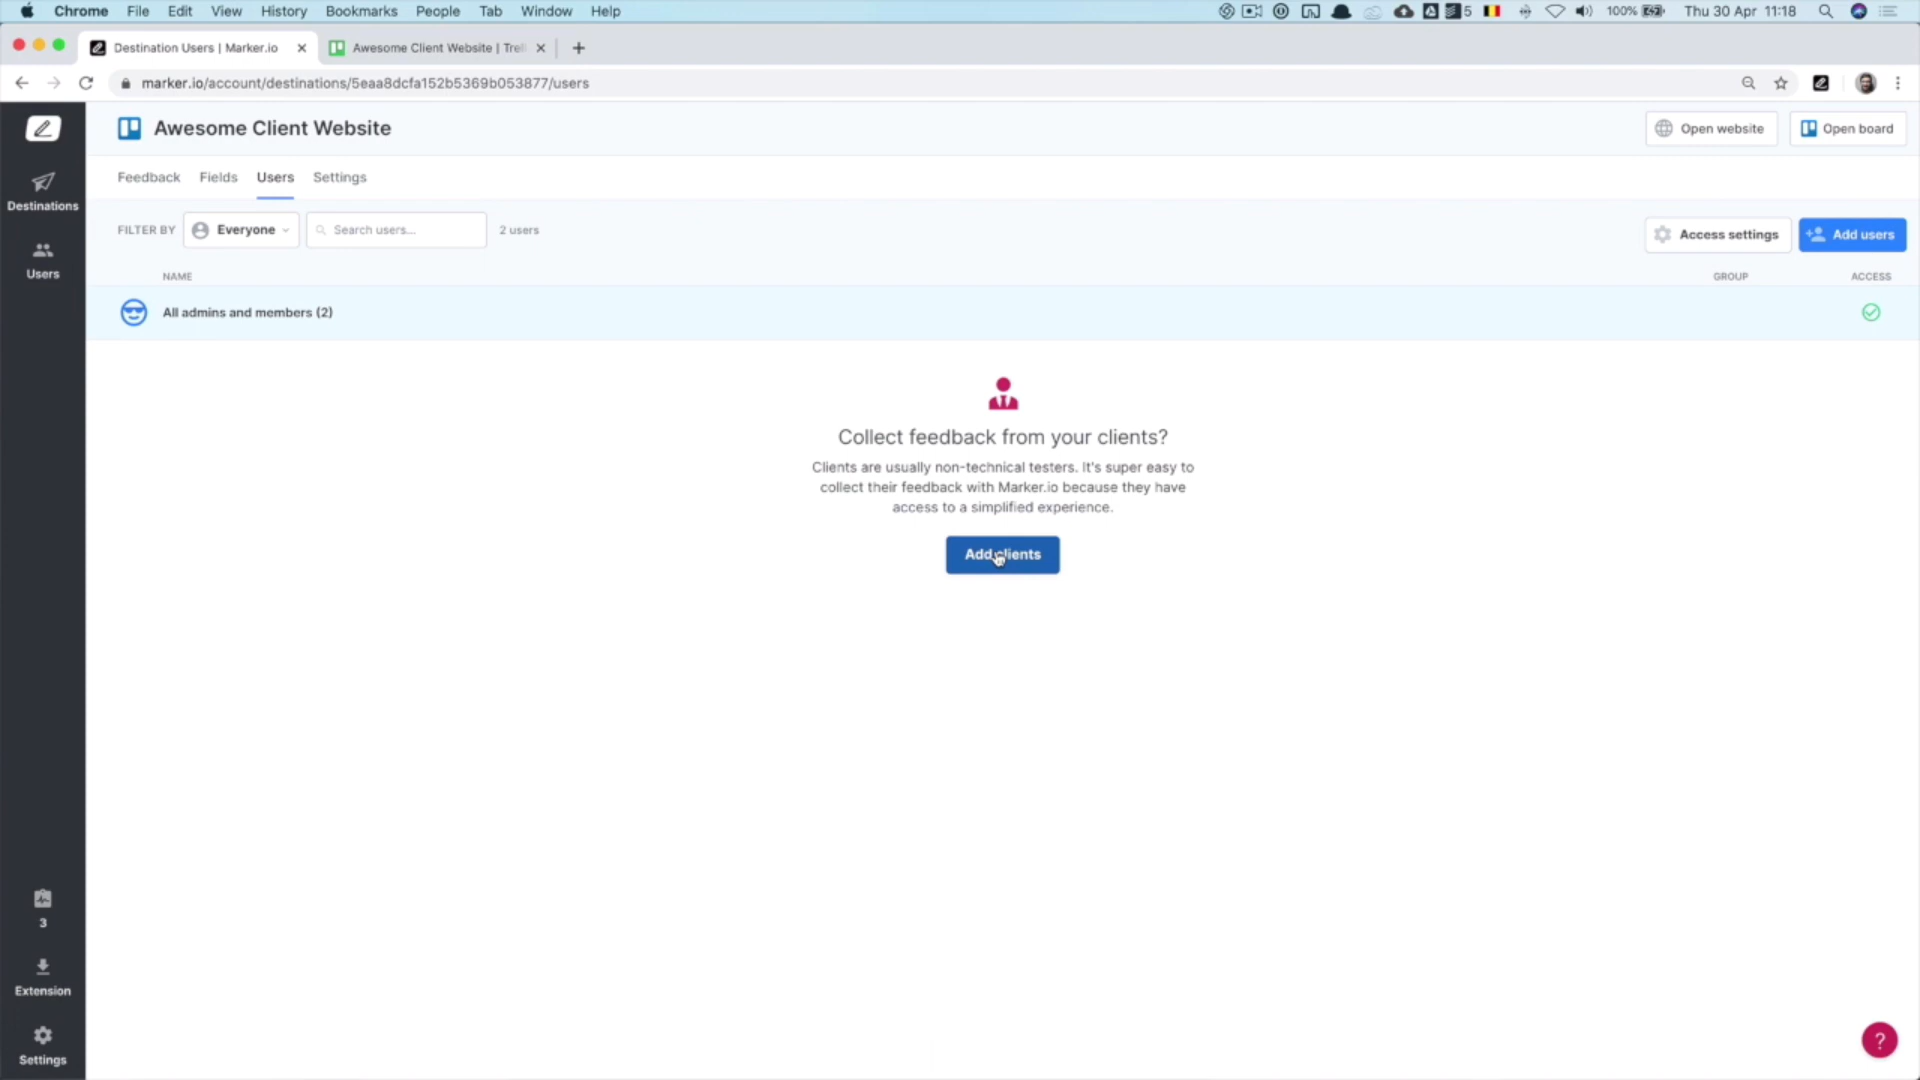 Chrome File Edit View History Bookmarks People Tab Window Help 5 100% Thu 30 Apr 11:18
Destination Users | Marker.io Awesome Client Website | Trel
marker.io/account/destinations/5eaa8dcfa152b5369b053877/users
Awesome Client Website Open website Open board
Feedback Fields Users Settings
FILTER BY Everyone Search users... 2 users Access settings Add users
NAME GROUP ACCESS
All admins and members (2)
Destinations
Users
Collect feedback from your clients?
Clients are usually non-technical testers. It's super easy to
collect their feedback with Marker.io because they have
access to a simplified experience.
Add clients
3
Extension
Settings
?